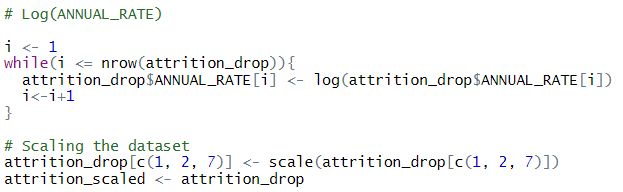 # Log(ANNUAL_RATE)
i <- 1
while(i <= nrow(attrition_drop)){
  attrition_drop$ANNUAL_RATE[i] <- log(attrition_drop$ANNUAL_RATE[i])
  i<-i+1
}
# Scaling the dataset
attrition_drop[c(1, 2, 7)] <- scale(attrition_drop[c(1, 2, 7)])
attrition_scaled <- attrition_drop